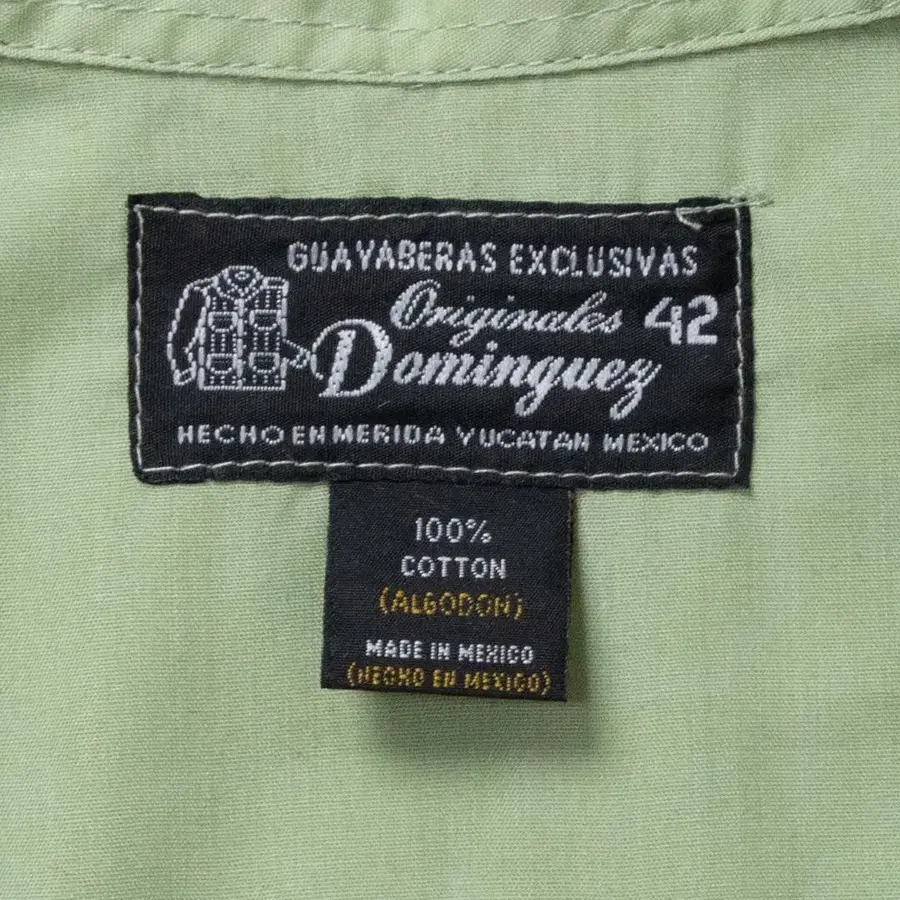 GUAYABERAS EXCLUSIVAS
Originales 42
Dominguez
HECHO EN MERIDA YUCATAN MEXICO
100%
COTTON
(ALGODON)
MADE IN MEXICO
(HECHO EN MEXICO)